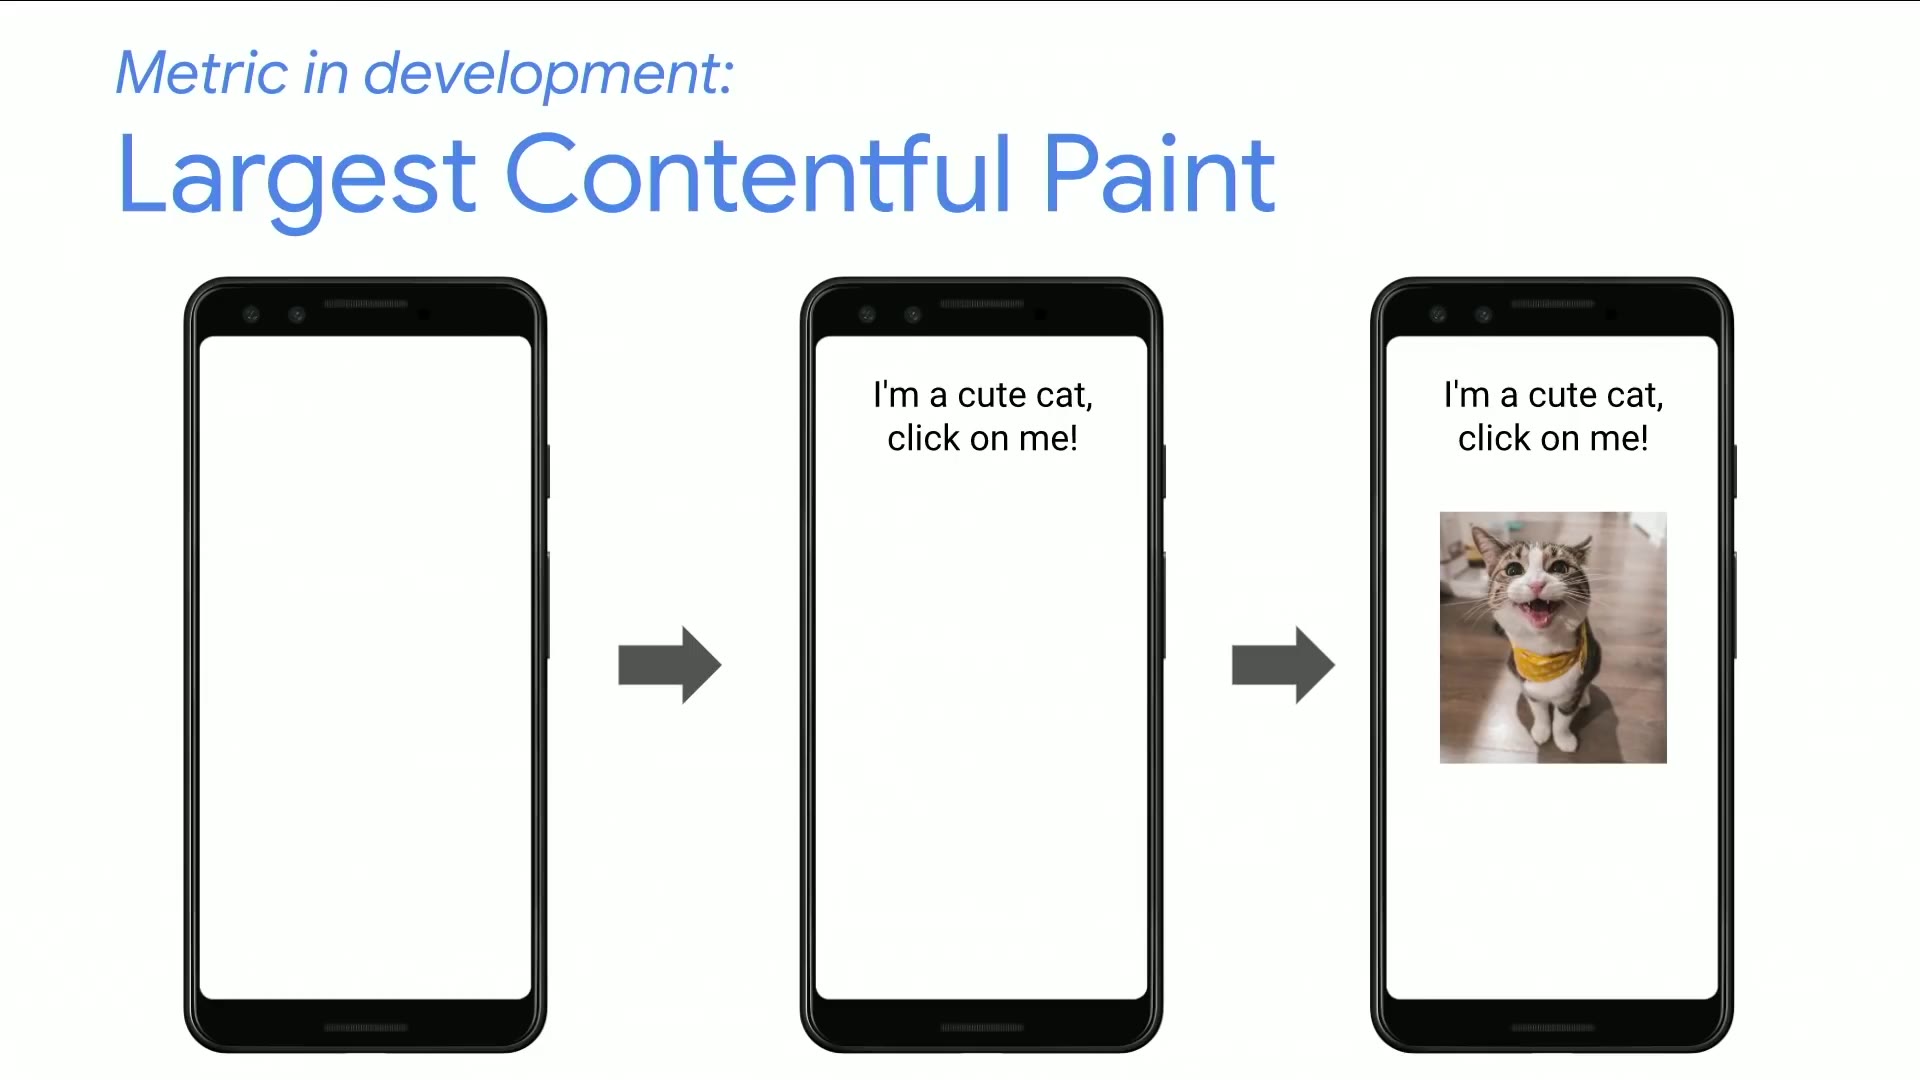 Metric in development:
Largest Contentful Paint
I'm a cute cat,
click on me!
I'm a cute cat,
click on me!